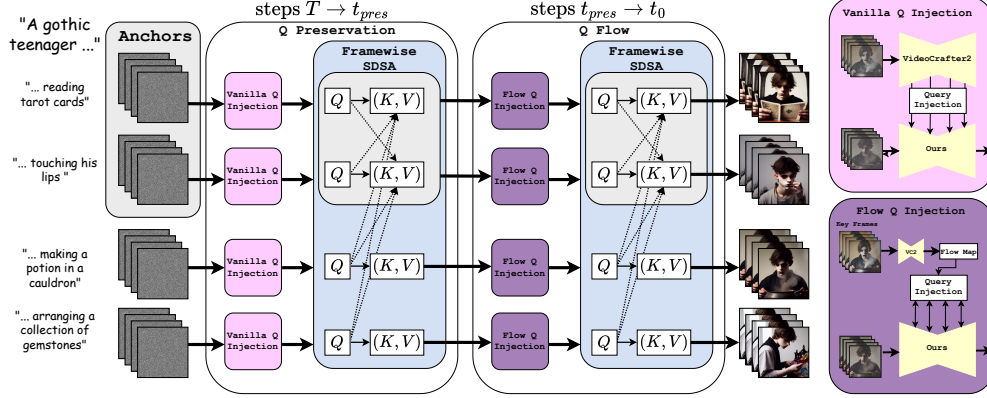 "A gothic
teenager ..."
"... reading
tarot cards"
"... touching his
lips "
"... making a
potion in a
cauldron"
"... arranging a
collection of
gemstones"
Anchors
steps T → t_pres
Q Preservation
Vanilla Q
Injection
Vanilla Q
Injection
Vanilla Q
Injection
Vanilla Q
Injection
Framewise
SDSA
Q (K, V)
Q (K, V)
Q (K, V)
Q (K, V)
steps t_pres → t_0
Q Flow
Flow Q
Injection
Flow Q
Injection
Flow Q
Injection
Flow Q
Injection
Framewise
SDSA
Q (K, V)
Q (K, V)
Q (K, V)
Q (K, V)
Vanilla Q Injection
VideoCrafter2
Query
Injection
Ours
Flow Q Injection
Key Frames
VC2
Flow Map
Query
Injection
Ours